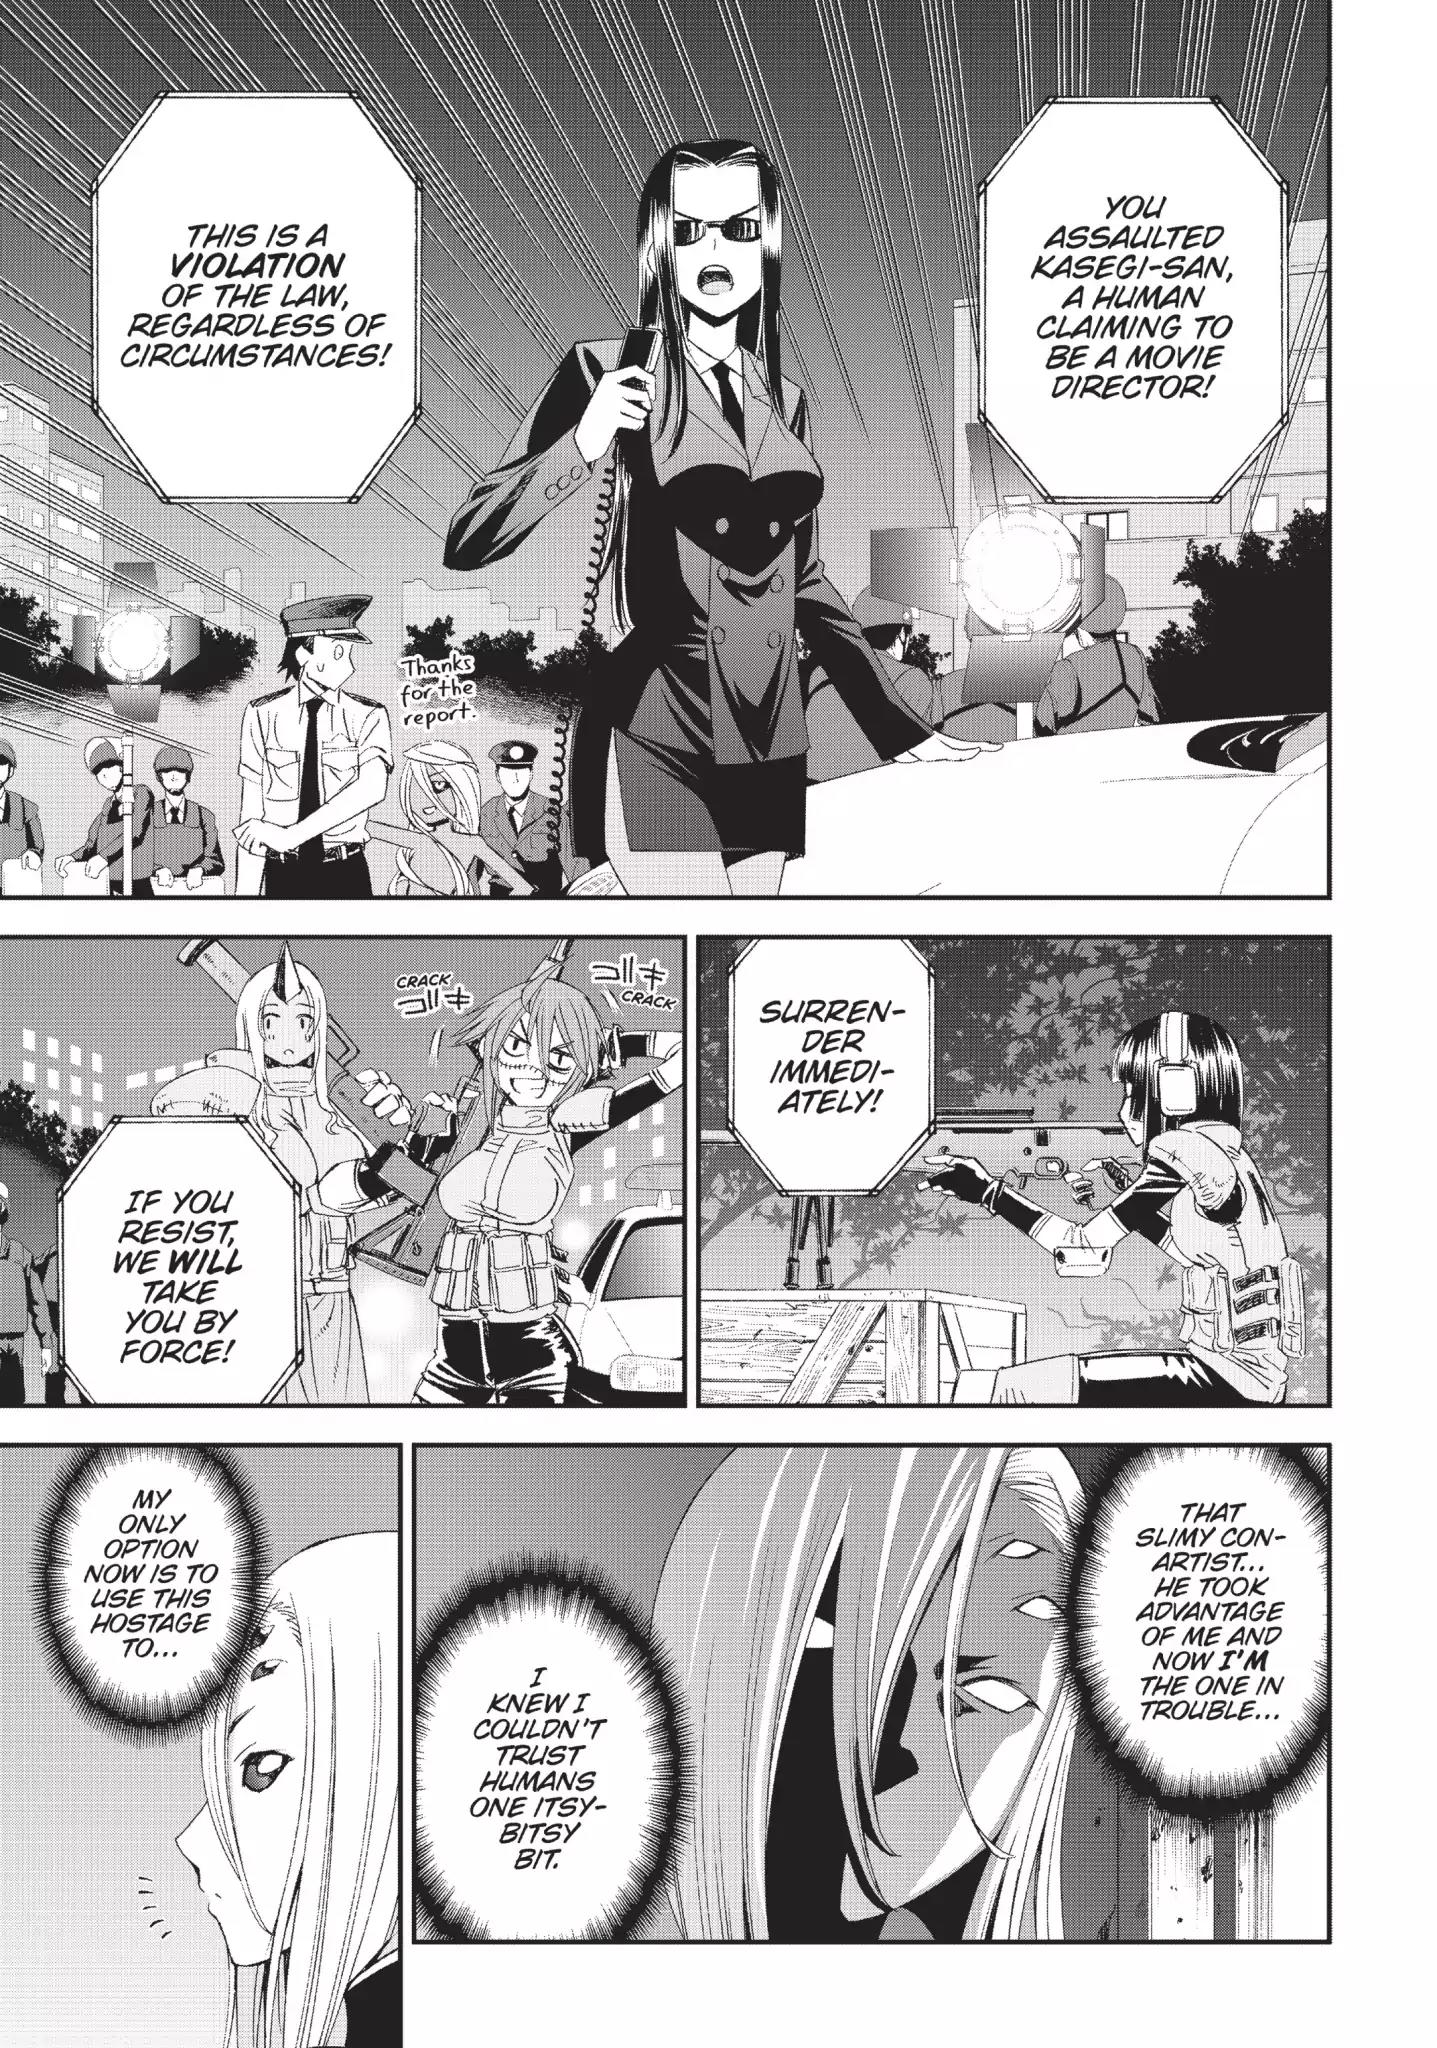 YOU
ASSAULTED
KASEGI-SAN,
A HUMAN
CLAIMING TO
BE A MOVIE
DIRECTOR!
THIS IS A
VIOLATION
OF THE LAW,
REGARDLESS OF
CIRCUMSTANCES!
Thanks
for the
report.
SURREN-
DER
IMMEDI-
ATELY!
CRACK
ゴキ
ゴキ
CRACK
IF YOU
RESIST,
WE WILL
TAKE
YOU BY
FORCE!
THAT
SLIMY CON-
ARTIST...
HE TOOK
ADVANTAGE
OF ME AND
NOW I'M
THE ONE IN
TROUBLE...
I
KNEW I
COULDN'T
TRUST
HUMANS
ONE ITSY-
BITSY
BIT.
MY
ONLY
OPTION
NOW IS TO
USE THIS
HOSTAGE
TO...